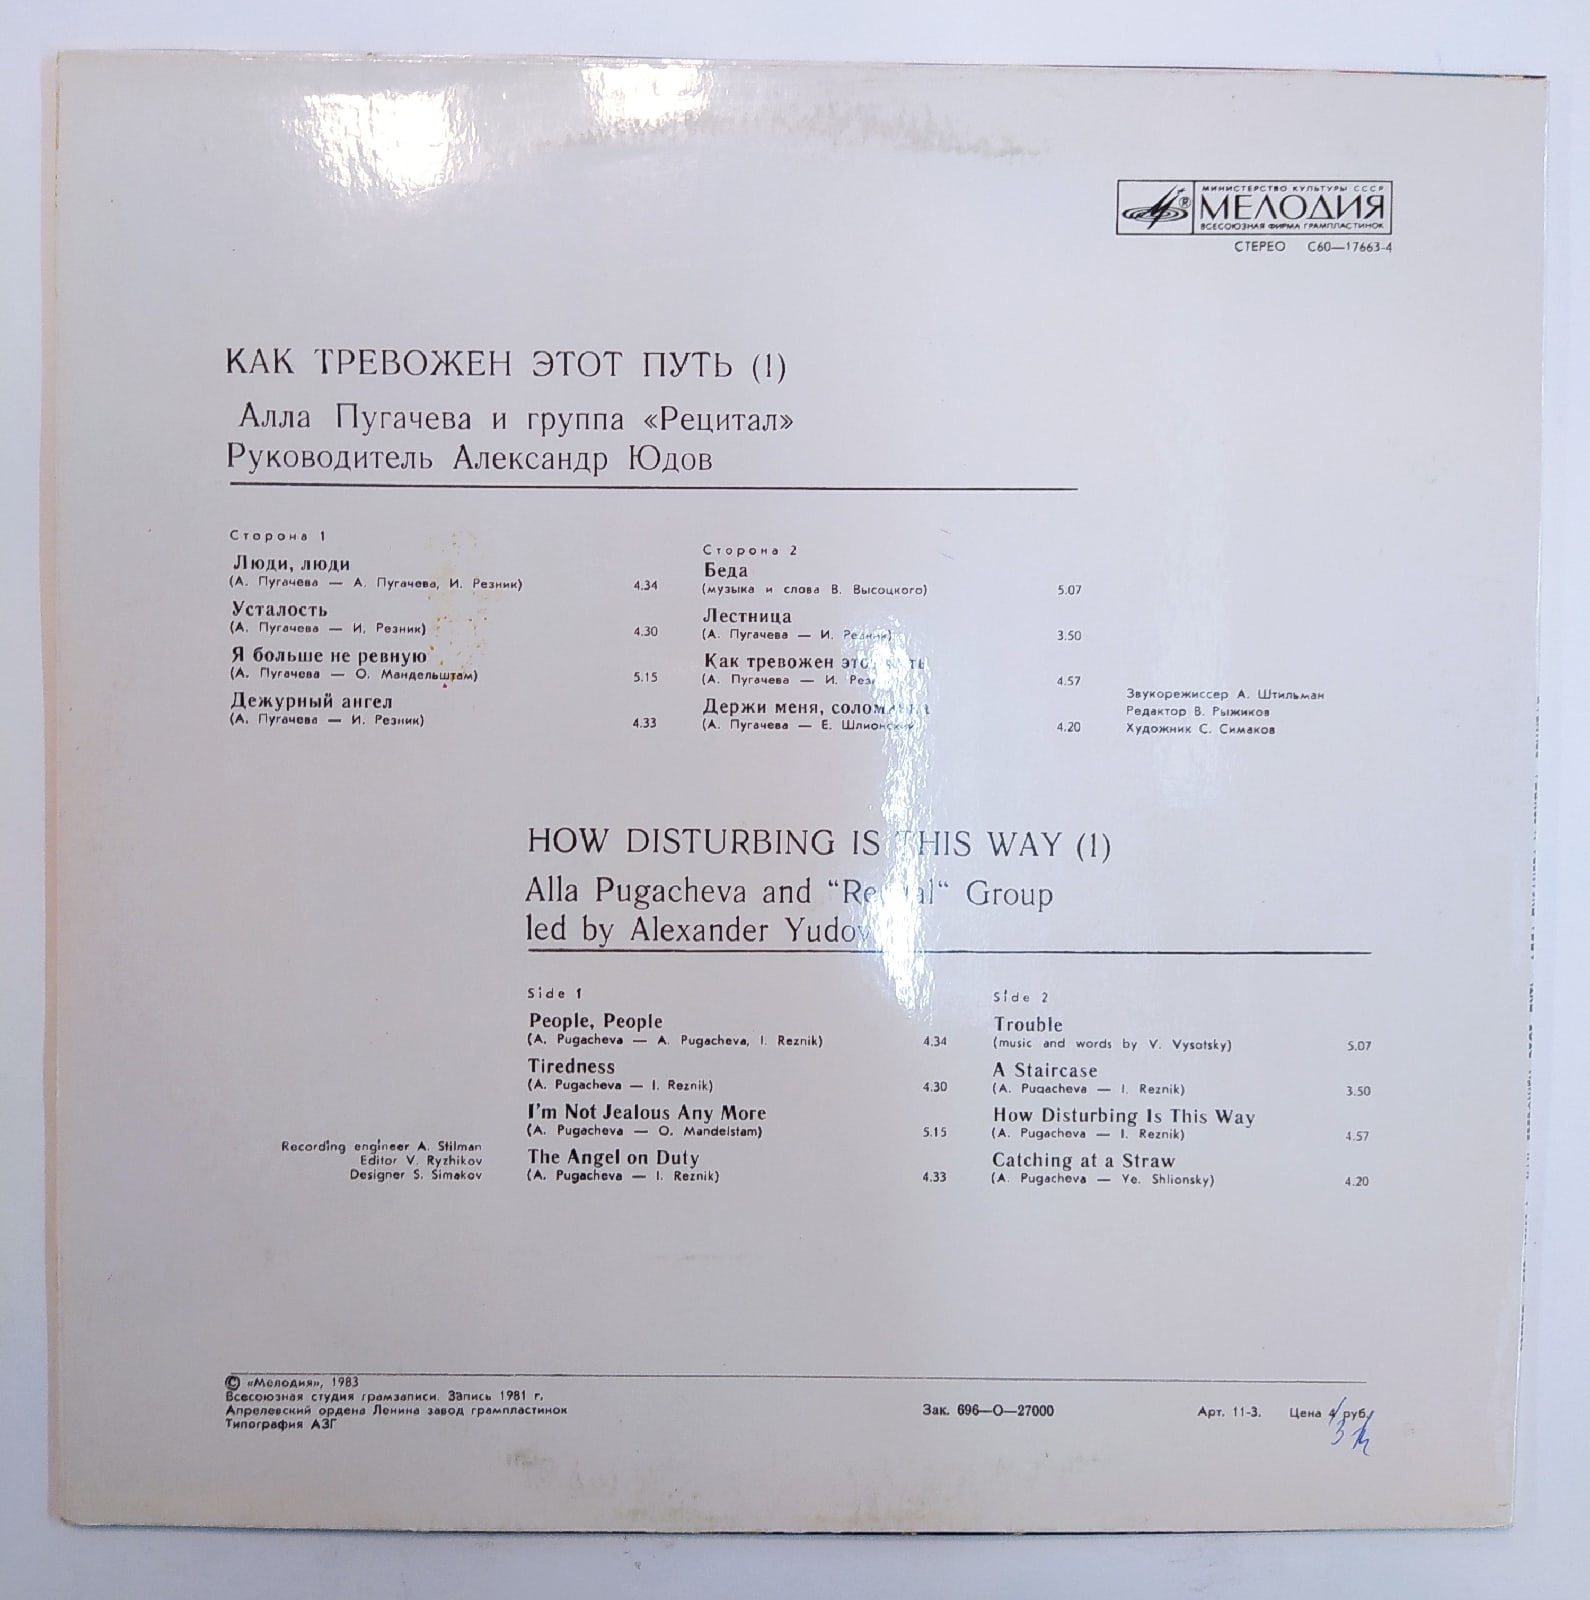 МИНИСТЕРСТВО КУЛЬТУРЫ СССР
МЕЛОДИЯ
ВСЕСОЮЗНАЯ ФИРМА ГРАМПЛАСТИНОК
СТЕРЕО С60—17663-4
КАК ТРЕВОЖЕН ЭТОТ ПУТЬ (1)
Алла Пугачева и группа «Рецитал»
Руководитель Александр Юдов
Сторона 1
Люди, люди
(А. Пугачева — А. Пугачева, И. Резник) 4.34
Усталость
(А. Пугачева — И. Резник) 4.30
Я больше не ревную
(А. Пугачева — О. Мандельштам) 5.15
Дежурный ангел
(А. Пугачева — И. Резник) 4.33
Сторона 2
Беда
(музыка и слова В. Высоцкого) 5.07
Лестница
(А. Пугачева — И. Резник) 3.50
Как тревожен этот
(А. Пугачева — И. 4.57
Держи меня,
(А. Пугачева — Е. 4.20
Звукорежиссер А. Штильман
Редактор В. Рыжиков
Художник С. Симаков
HOW DISTURBING IS THIS WAY (1)
Alla Pugacheva and Group
led by Alexander Yudov
Side 1
People, People
(A. Pugacheva — A. Pugacheva, I. Reznik) 4.34
Tiredness
(A. Pugacheva — I. Reznik) 4.30
I'm Not Jealous Any More
(A. Pugacheva — O. Mandelstam) 5.15
The Angel on Duty
(A. Pugacheva — I. Reznik) 4.33
Side 2
Trouble
(music and words by V. Vysotsky) 5.07
A Staircase
(A. Pugacheva — I. Reznik) 3.50
How Disturbing Is This Way
(A. Pugacheva — I. Reznik) 4.57
Catching at a Straw
(A. Pugacheva — Ye. Shlionsky) 4.20
Recording engineer A. Stilman
Editor V. Ryzhikov
Designer S. Simakov
© «Мелодия», 1983
Всесоюзная студия грамзаписи. Запись 1981 г.
Апрелевский ордена Ленина завод грампластинок
Типография АЗГ
Зак. 696—О—27000
Арт. 11-3. Цена 4 руб.